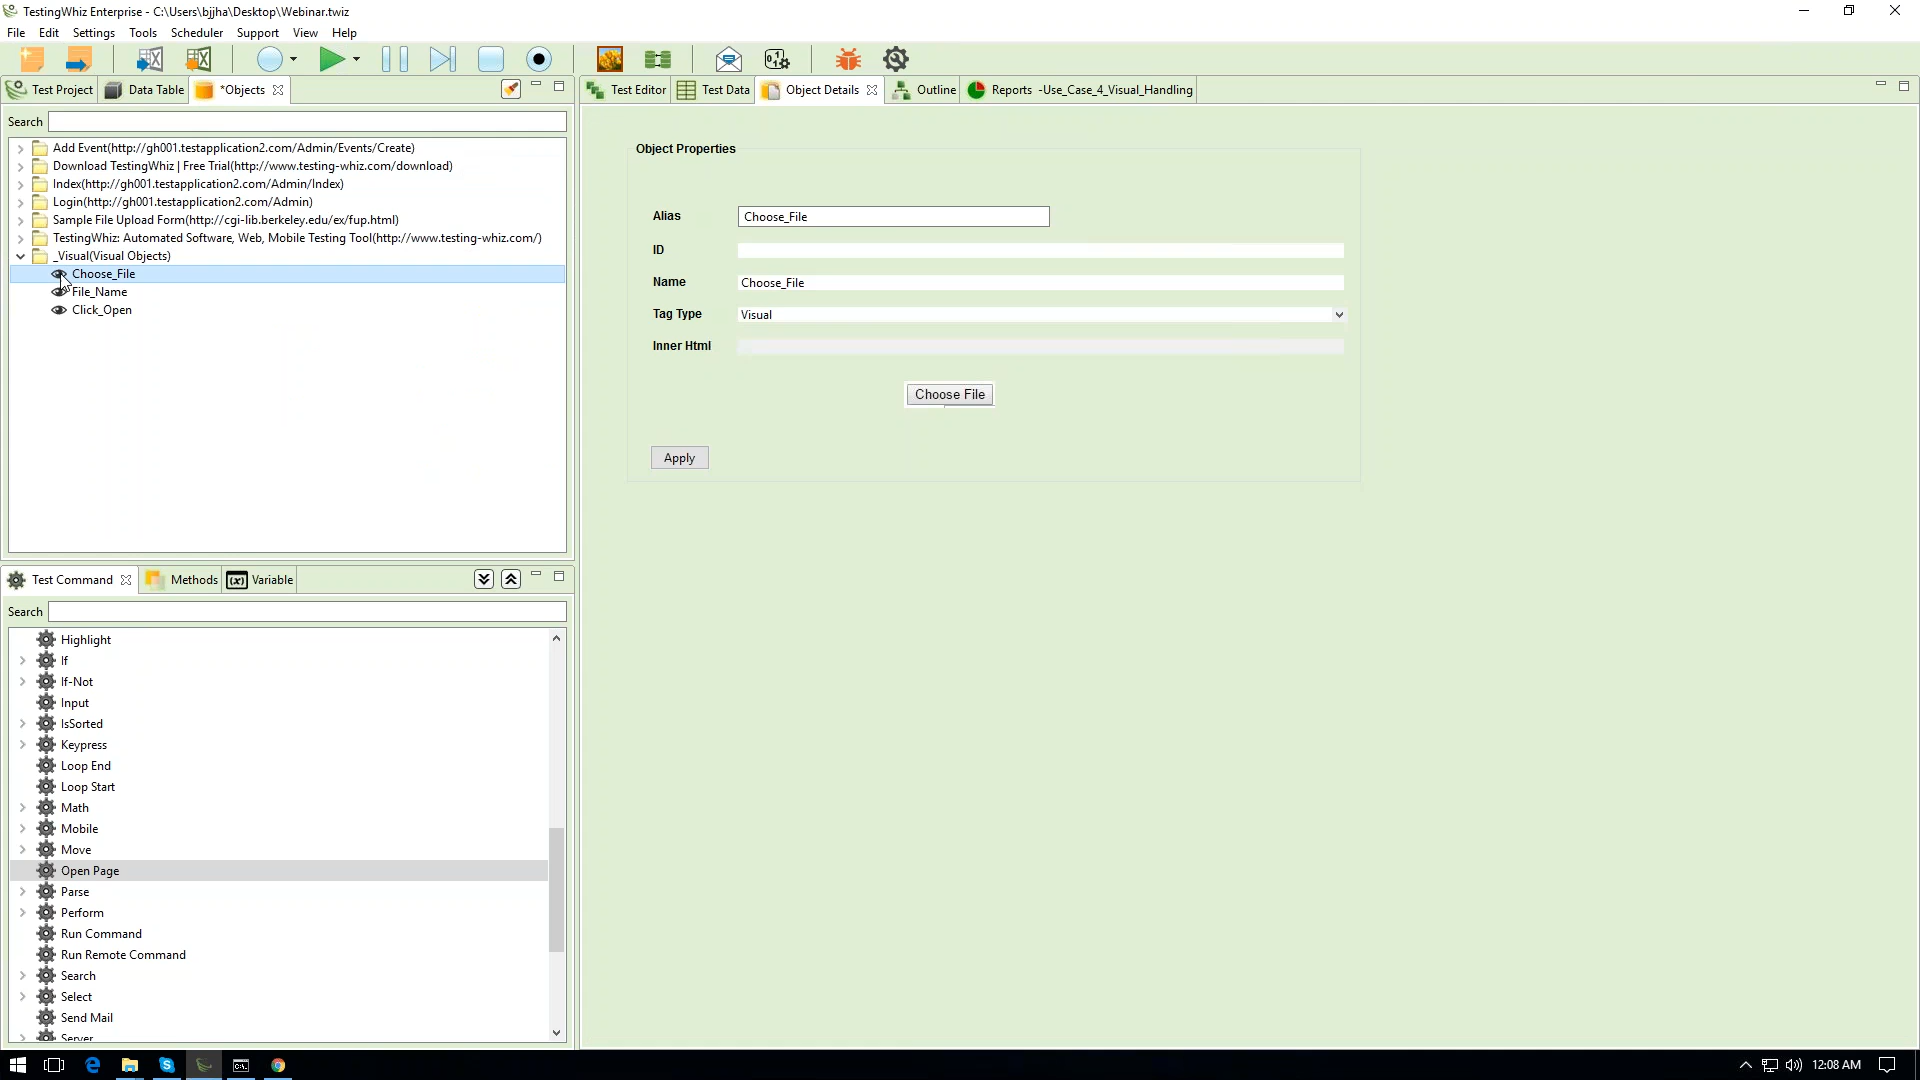 TestingWhiz Enterprise - C:\Users\bjjha\Desktop\Webinar.twiz
File Edit Settings Tools Scheduler Support View Help
Test Project Data Table *Objects
Test Editor Test Data Object Details Outline Reports -Use_Case_4_Visual_Handling
Search
Add Event(http://gh001.testapplication2.com/Admin/Events/Create)
Download TestingWhiz | Free Trial(http://www.testing-whiz.com/download)
Index(http://gh001.testapplication2.com/Admin/Index)
Login(http://gh001.testapplication2.com/Admin)
Sample File Upload Form(http://cgi-lib.berkeley.edu/ex/fup.html)
TestingWhiz: Automated Software, Web, Mobile Testing Tool(http://www.testing-whiz.com/)
_Visual(Visual Objects)
Choose_File
File_Name
Click_Open
Object Properties
Alias Choose_File
ID
Name Choose_File
Tag Type Visual
Inner Html
Choose File
Apply
Test Command Methods (x) Variable
Search
Highlight
If
If-Not
Input
IsSorted
Keypress
Loop End
Loop Start
Math
Mobile
Move
Open Page
Parse
Perform
Run Command
Run Remote Command
Search
Select
Send Mail
Server
12:08 AM